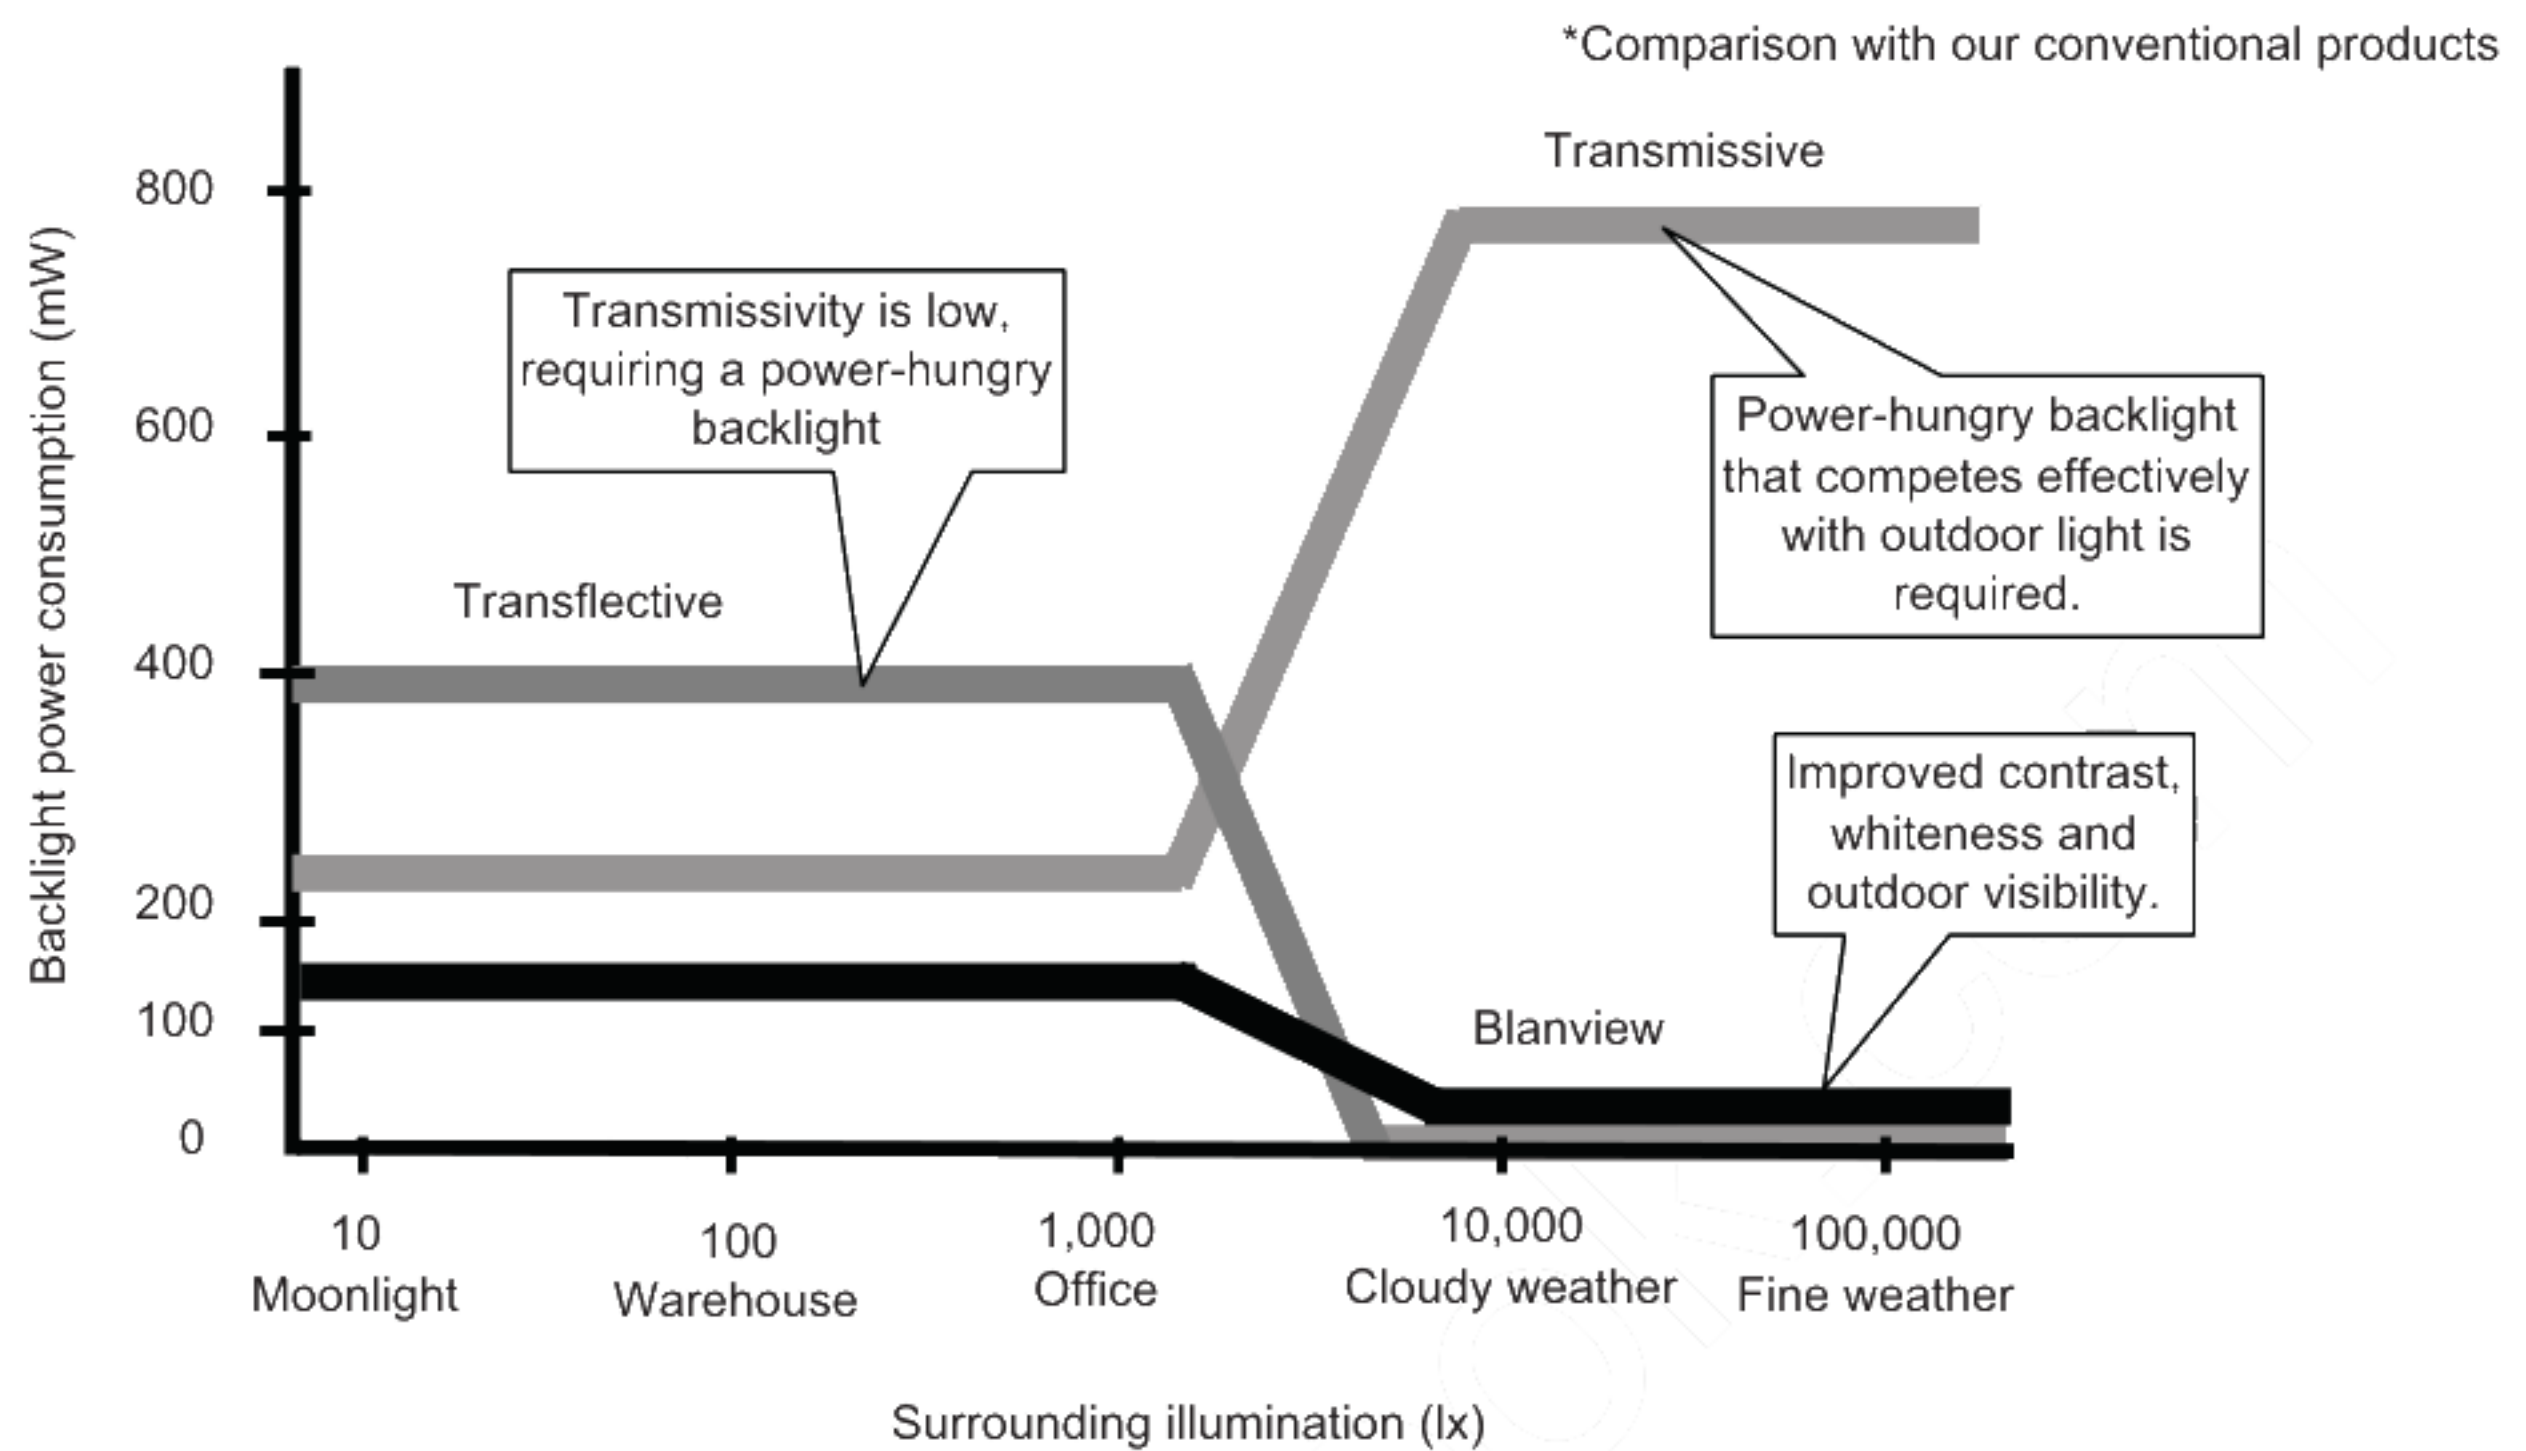 *Comparison with our conventional products
Transmissive
800
Transmissivity is low,
requiring a power-hungry
backlight
Power-hungry backlight
that competes effectively
with outdoor light is
required.
600
Backlight power consumption (mW)
Transflective
400
Improved contrast,
whiteness and
outdoor visibility.
200
Blanview
100
0
10
100
1,000
10,000
100,000
Moonlight
Warehouse
Office
Cloudy weather
Fine weather
Surrounding illumination (lx)